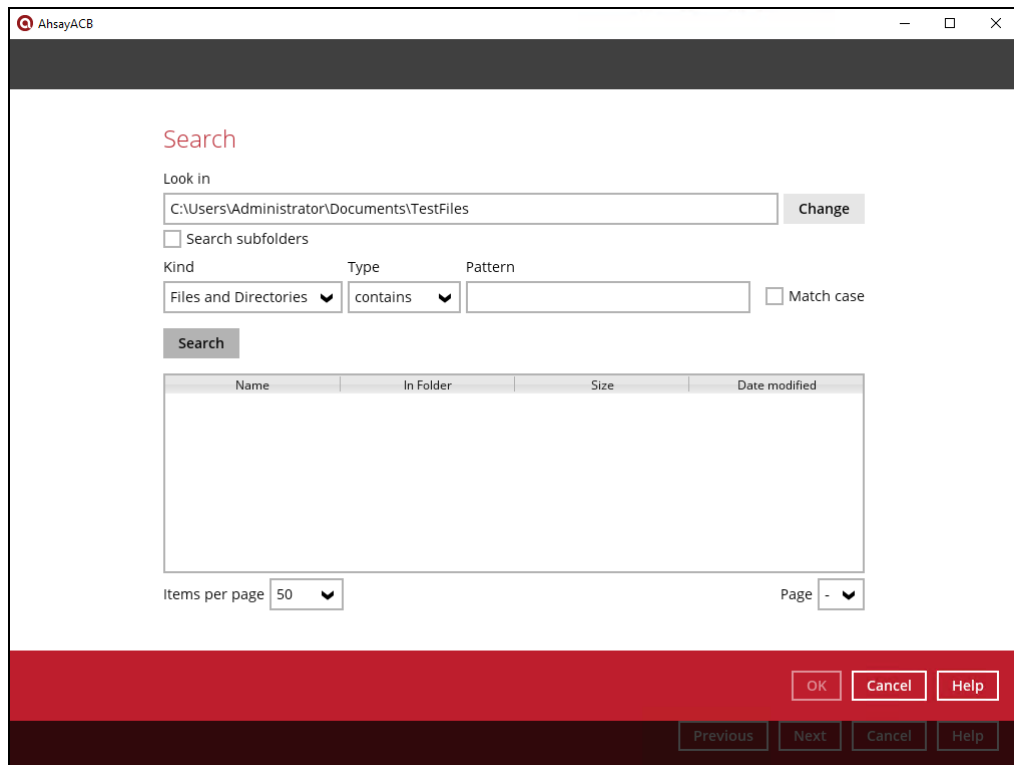 AhsayACB
Search
Look in
C:\Users\Administrator\Documents\TestFiles Change
Search subfolders
Kind Type Pattern
Files and Directories contains Match case
Search
Name In Folder Size Date modified
Items per page 50 Page -
OK Cancel Help
Previous Next Cancel Help